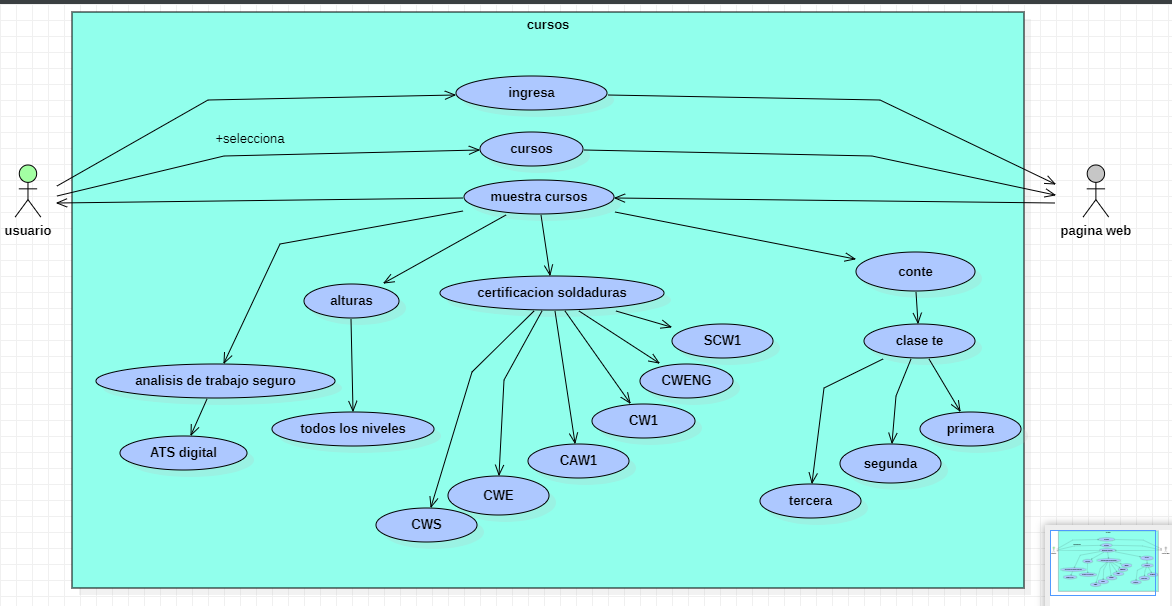 cursos
ingresa
+selecciona
cursos
usuario
muestra cursos
pagina web
conte
alturas
certificacion soldaduras
SCW1
clase te
analisis de trabajo seguro
CWENG
todos los niveles
CW1
primera
ATS digital
CAW1
segunda
CWE
tercera
CWS